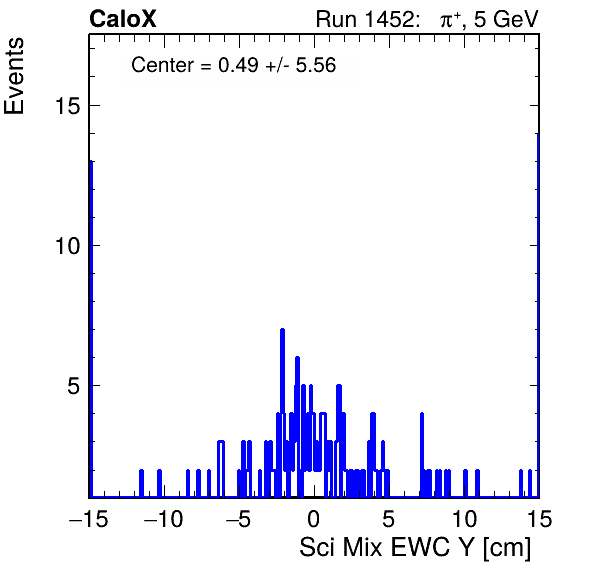 CaloX Run 1452: π⁺, 5 GeV
Center = 0.49 +/- 5.56
Events
15
10
5
−15 −10 −5 0 5 10 15
Sci Mix EWC Y [cm]